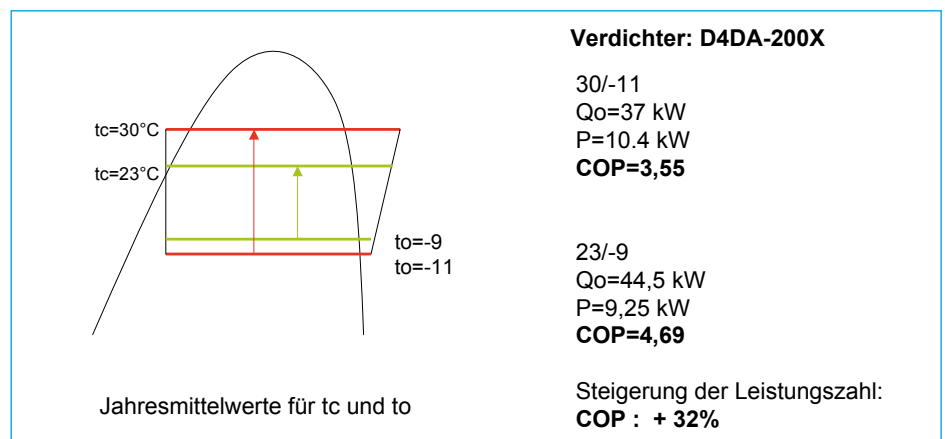 tc=30°C
tc=23°C
to=-9
to=-11
Jahresmittelwerte für tc und to
Verdichter: D4DA-200X
30/-11
Qo=37 kW
P=10.4 kW
COP=3,55
23/-9
Qo=44,5 kW
P=9,25 kW
COP=4,69
Steigerung der Leistungszahl:
COP : + 32%